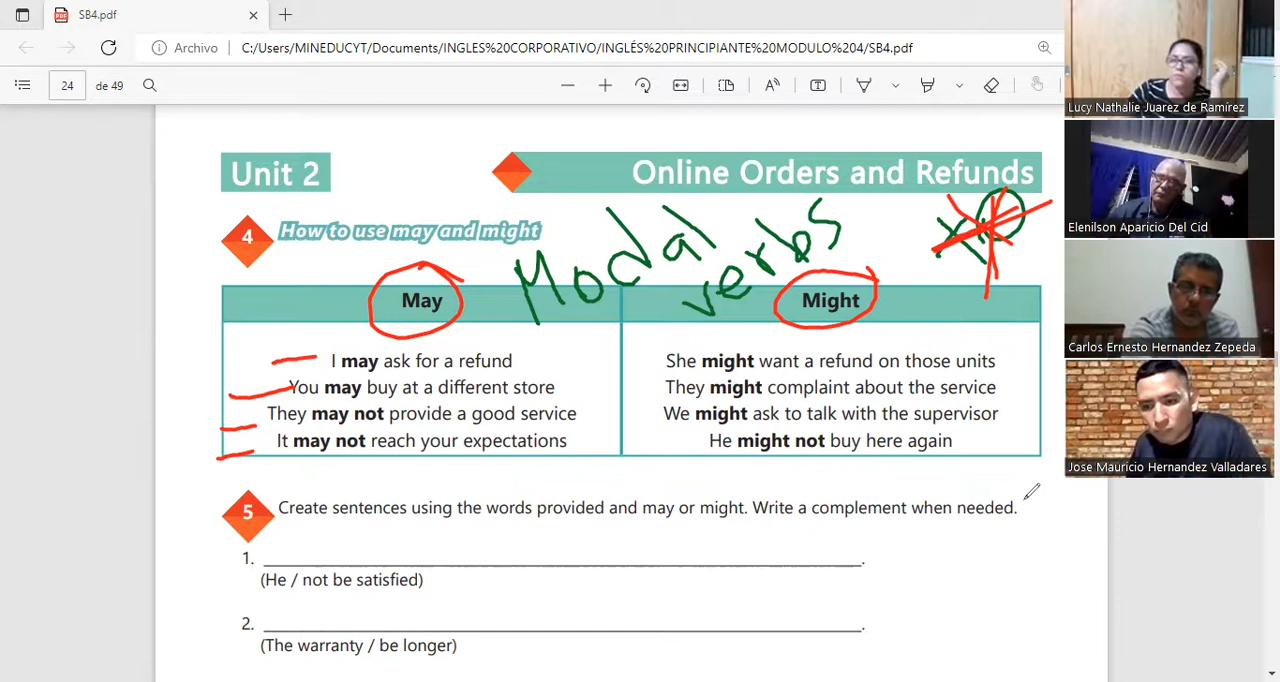 SB4.pdf
Archivo
C:/Users/MINEDUCYT/Documents/INGLES%20CORPORATIVO/INGLÉS%20PRINCIPIANTE%20MODULO%204/SB4.pdf
24 de 49
Lucy Nathalie Juarez de Ramírez
Elenilson Aparicio Del Cid
Carlos Ernesto Hernandez Zepeda
Jose Mauricio Hernandez Valladares
Unit 2
Online Orders and Refunds
4 How to use may and might
Modal verbs
May
Might
I may ask for a refund
You may buy at a different store
They may not provide a good service
It may not reach your expectations
She might want a refund on those units
They might complaint about the service
We might ask to talk with the supervisor
He might not buy here again
5 Create sentences using the words provided and may or might. Write a complement when needed.
1. ______________________________.
(He / not be satisfied)
2. ______________________________.
(The warranty / be longer)